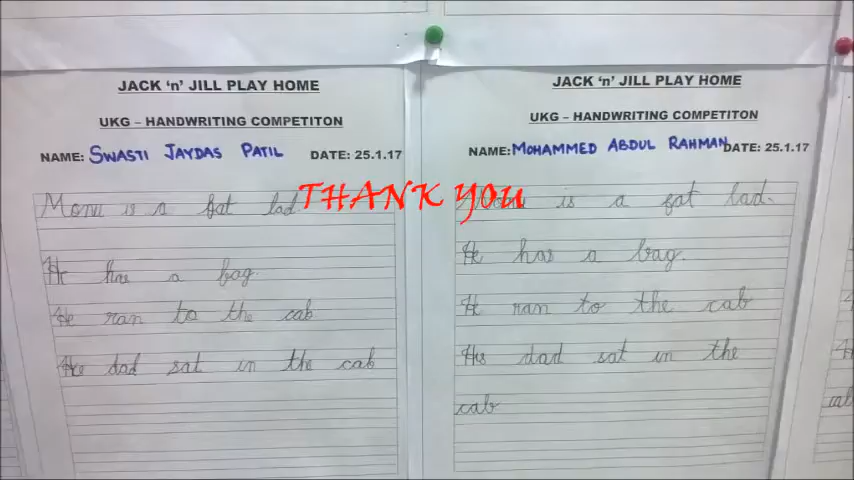 JACK 'n' JILL PLAY HOME
UKG – HANDWRITING COMPETITON
NAME: SWASTI JAYDAS PATIL DATE: 25.1.17
Monu is a fat lad.
He has a bag.
He ran to the cab
His dad sat in the cab
JACK 'n' JILL PLAY HOME
UKG – HANDWRITING COMPETITON
NAME: MOHAMMED ABDUL RAHMAN DATE: 25.1.17
Monu is a fat lad.
He has a bag.
He ran to the cab
His dad sat in the
cab
THANK YOU
cab